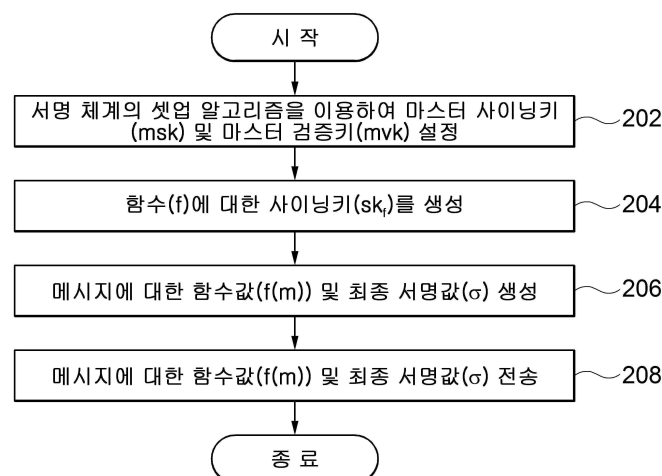 시 작
서명 체계의 셋업 알고리즘을 이용하여 마스터 사이닝키
(msk) 및 마스터 검증키(mvk) 설정
202
함수(f)에 대한 사이닝키(skf)를 생성
204
메시지에 대한 함수값(f(m)) 및 최종 서명값(σ) 생성
206
메시지에 대한 함수값(f(m)) 및 최종 서명값(σ) 전송
208
종 료